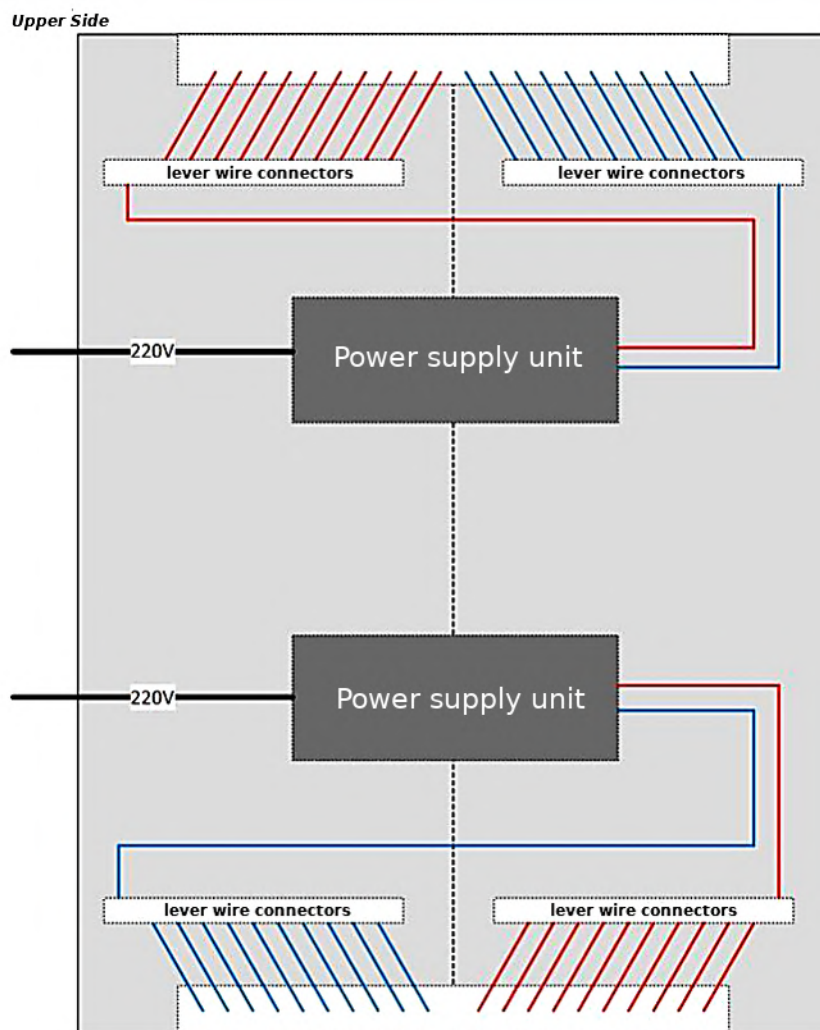 Upper Side
lever wire connectors
lever wire connectors
220V
Power supply unit
220V
Power supply unit
lever wire connectors
lever wire connectors